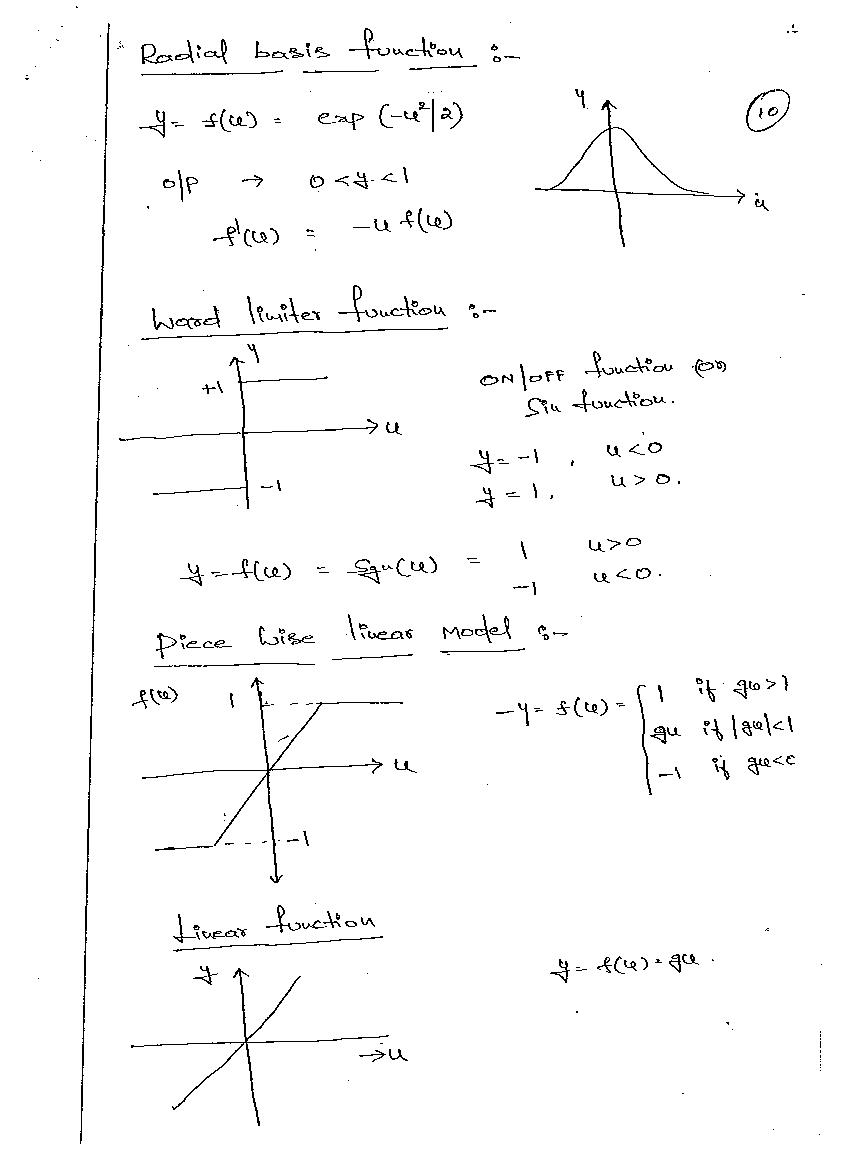 Radial basis function :-
10
y = f(u) = exp (-u²/2)
y
u
o/p → 0 < y < 1
f'(u) = -u f(u)
Hard limiter function :-
y
+1
u
-1
ON/OFF function (or)
Sin function.
y = -1 , u < 0
y = 1 , u > 0.
y = f(u) = Sgn(u) = 1 u>0
-1 u<0.
Piece Wise linear Model :-
f(u)
1
u
-1
-y = f(u) = { 1 if gu > 1
gu if |gu| < 1
-1 if gu <
Linear function
y
→ u
y = f(u) = gu .